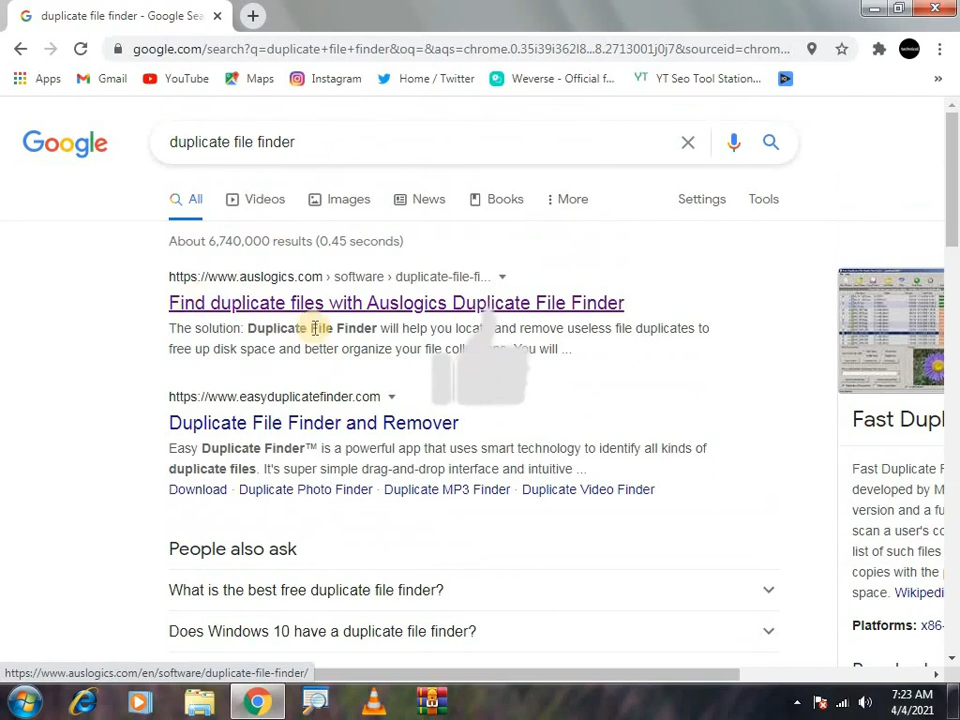 duplicate file finder - Google Sea
google.com/search?q=duplicate+file+finder&oq=&aqs=chrome.0.35i39i362l8...8.2713001j0j7&sourceid=chrom...
Apps Gmail YouTube Maps Instagram Home / Twitter Weverse - Official f... YT YT Seo Tool Station... »
Google duplicate file finder
All Videos Images News Books More Settings Tools
About 6,740,000 results (0.45 seconds)
https://www.auslogics.com › software › duplicate-file-fi...
Find duplicate files with Auslogics Duplicate File Finder
The solution: Duplicate File Finder will help you locate and remove useless file duplicates to
free up disk space and better organize your file collections. You will ...
https://www.easyduplicatefinder.com
Duplicate File Finder and Remover
Easy Duplicate Finder™ is a powerful app that uses smart technology to identify all kinds of
duplicate files. It's super simple drag-and-drop interface and intuitive ...
Download · Duplicate Photo Finder · Duplicate MP3 Finder · Duplicate Video Finder
People also ask
What is the best free duplicate file finder?
Does Windows 10 have a duplicate file finder?
Fast Dupl
Fast Duplicate F
developed by M
version and a fu
scan a user's co
list of such files
copies with the
space. Wikipedi
Platforms: x86-
https://www.auslogics.com/en/software/duplicate-file-finder/
7:23 AM
4/4/2021